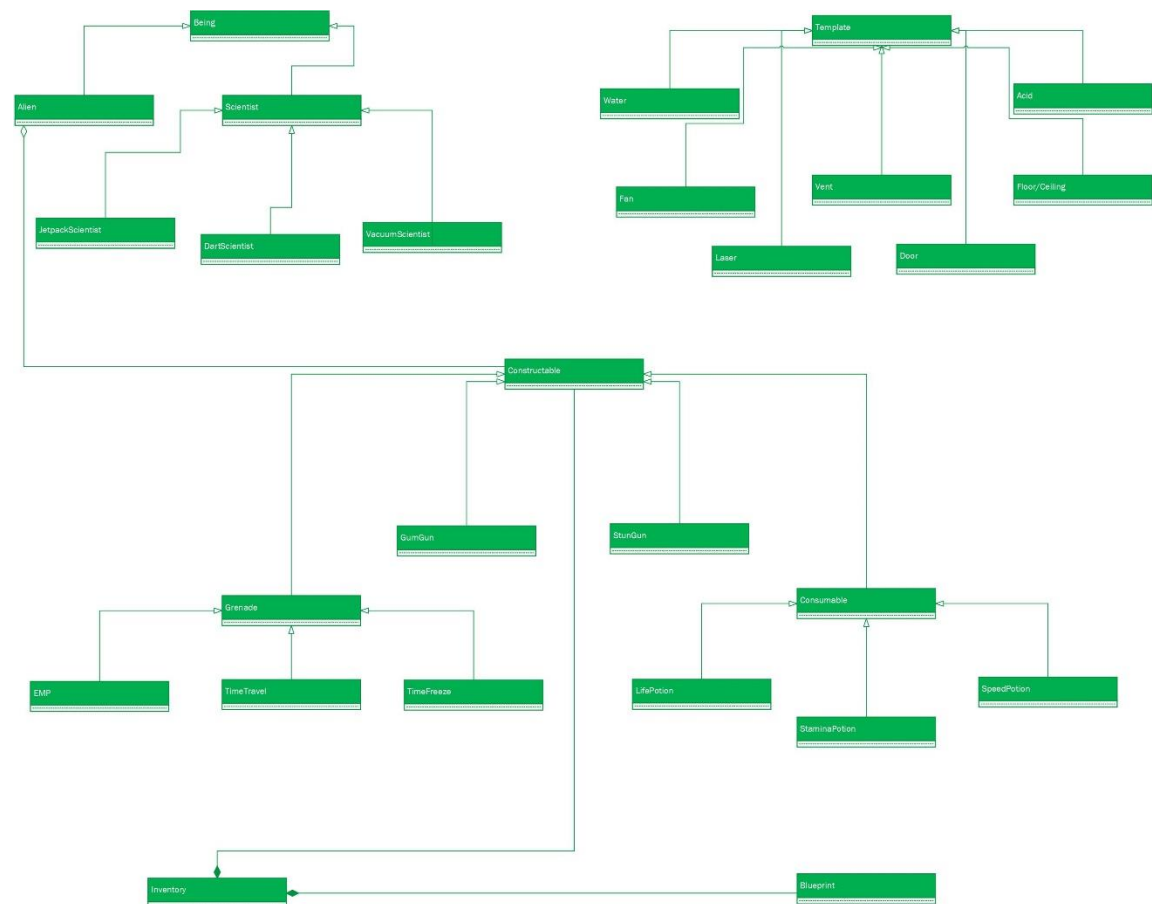 Being
Template
Alien
Scientist
Water
Acid
JetpackScientist
DartScientist
VacuumScientist
Fan
Vent
Floor/Ceiling
Laser
Door
Constructable
GumGun
StunGun
Grenade
Consumable
EMP
TimeTravel
TimeFreeze
LifePotion
SpeedPotion
StaminaPotion
Inventory
Blueprint